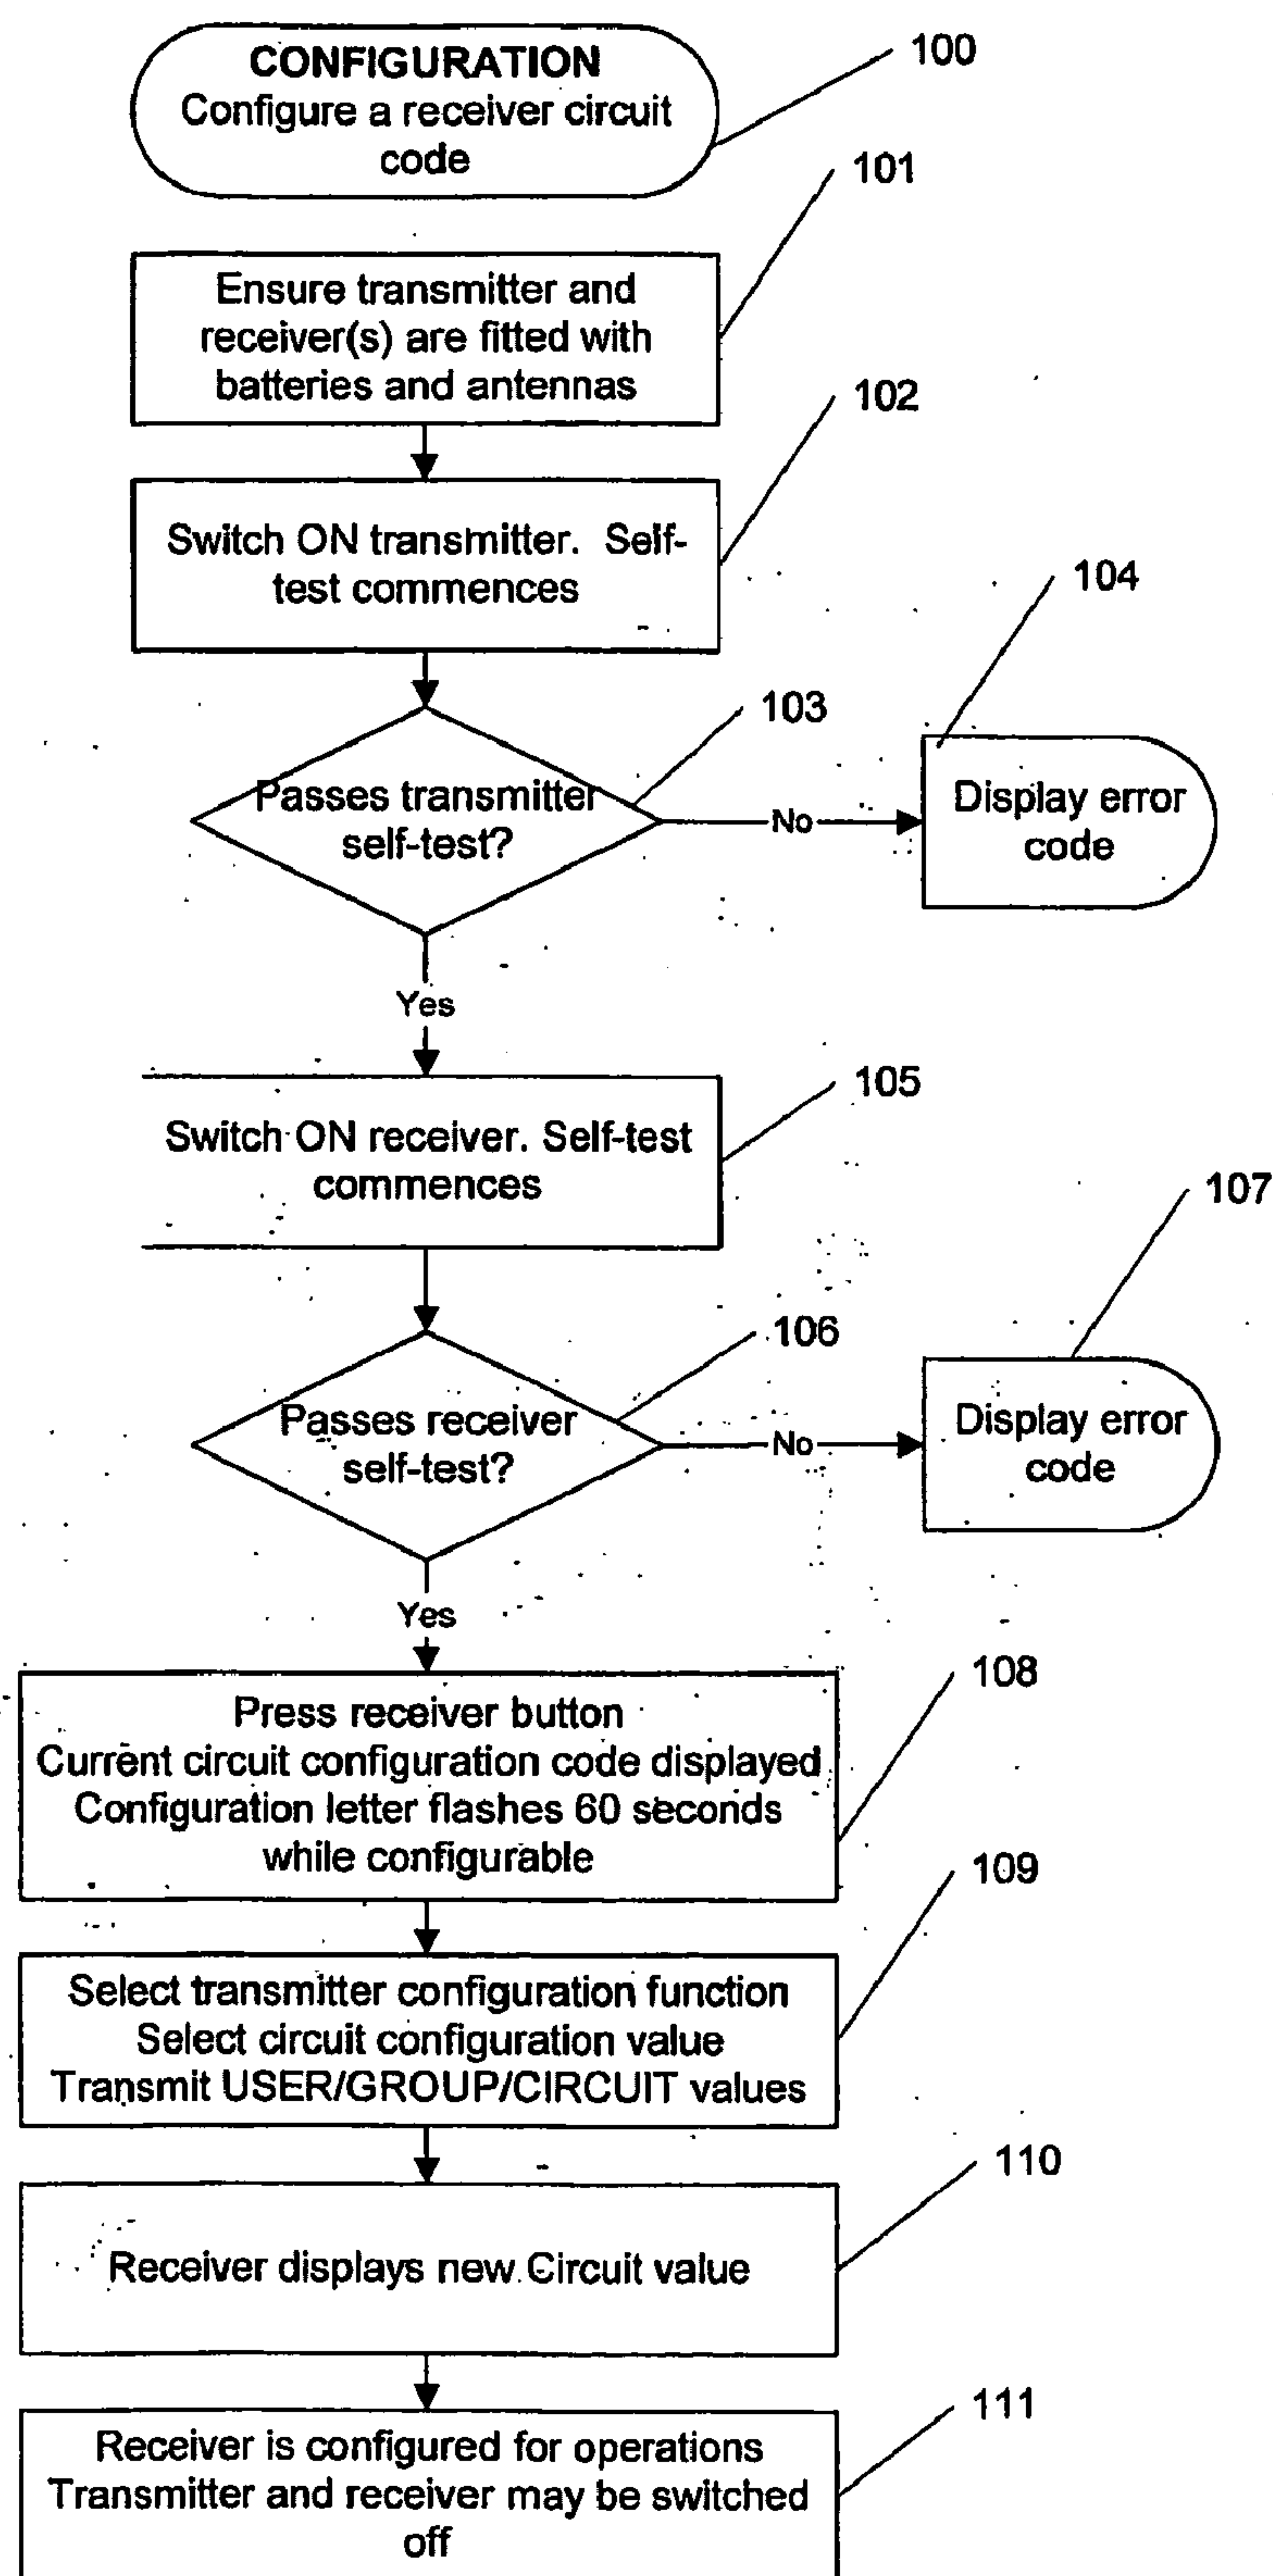 CONFIGURATION
Configure a receiver circuit
code
100
101
Ensure transmitter and
receiver(s) are fitted with
batteries and antennas
102
Switch ON transmitter. Self-
test commences
104
103
Passes transmitter
self-test?
No
Display error
code
Yes
105
Switch ON receiver. Self-test
commences
107
106
Passes receiver
self-test?
No
Display error
code
Yes
108
Press receiver button
Current circuit configuration code displayed
Configuration letter flashes 60 seconds
while configurable
109
Select transmitter configuration function
Select circuit configuration value
Transmit USER/GROUP/CIRCUIT values
110
Receiver displays new Circuit value
111
Receiver is configured for operations
Transmitter and receiver may be switched
off